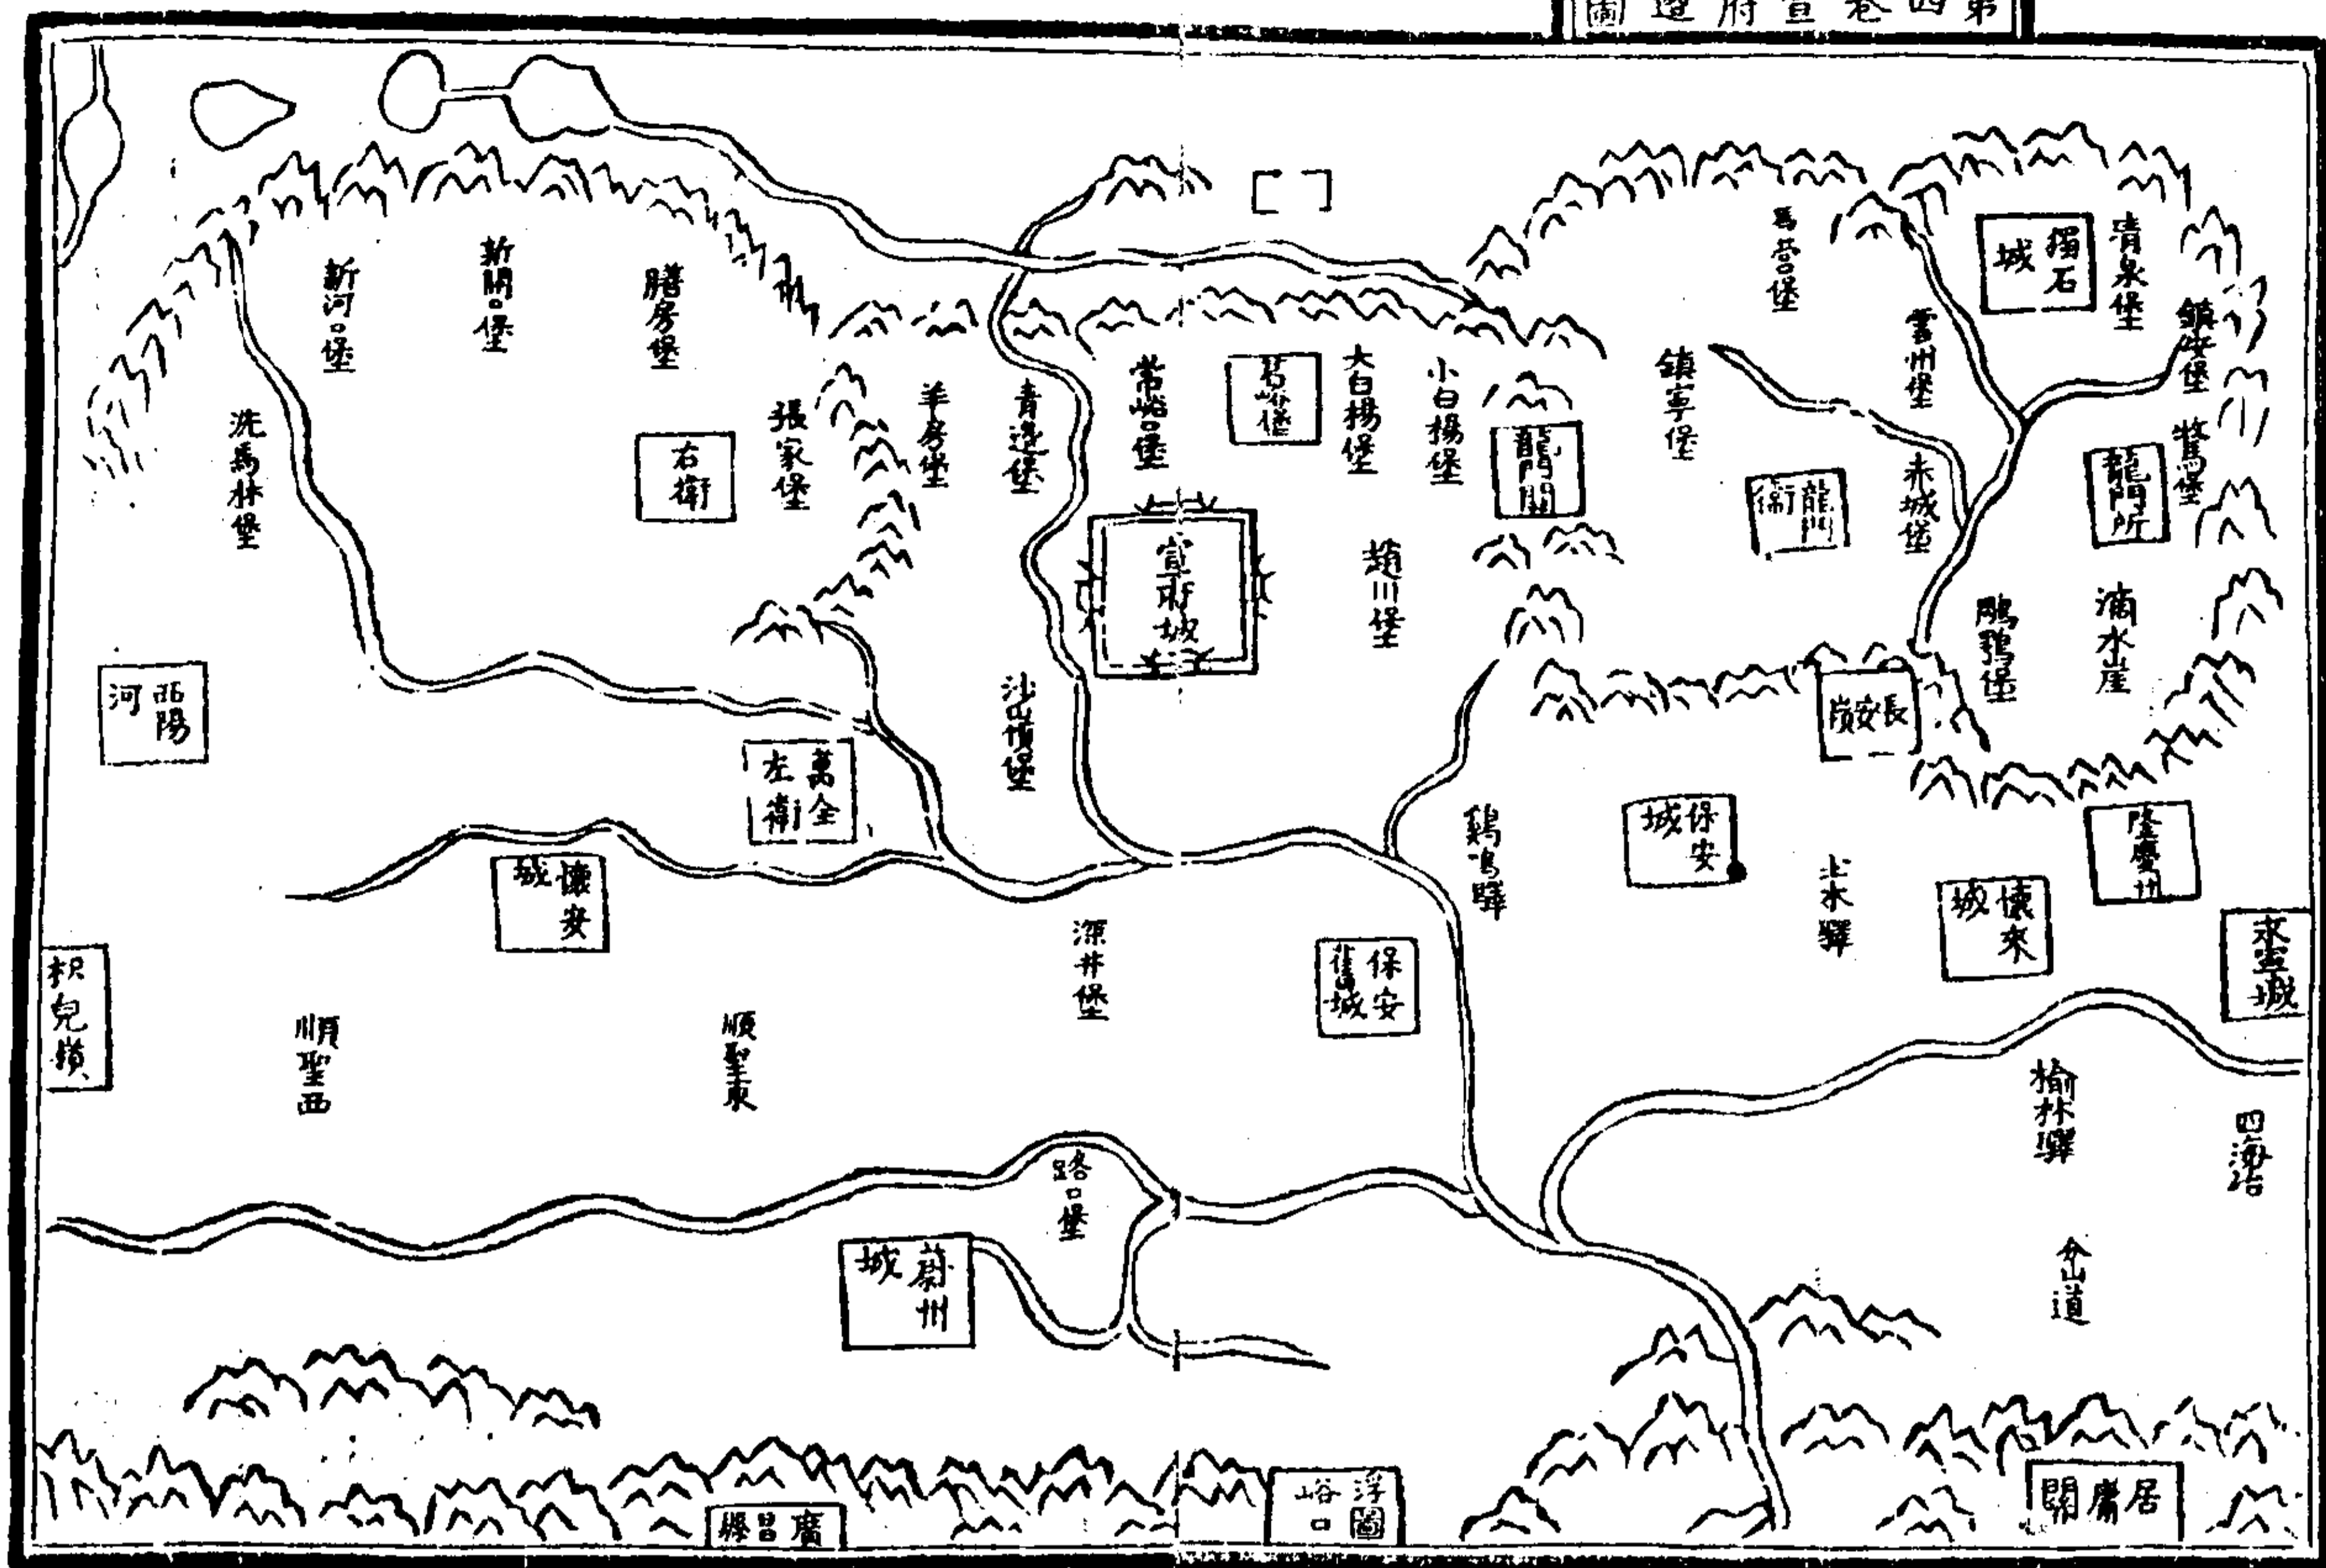 第四卷宣府邊圖
清泉堡
獨石城
鎮安堡
牧馬堡
龍門所
滴水崖
鵰鶚堡
雲州堡
赤城堡
馬營堡
龍門衛
鎮寧堡
長安嶺
龍門關
小白楊堡
大白楊堡
趙川堡
葛峪堡
常峪口堡
宣府城
青邊堡
羊房堡
張家堡
沙嶺堡
右衛
膳房堡
新開口堡
新河口堡
洗馬林堡
西陽河
萬全左衛
懷安城
永寧城
隆慶州
懷來城
土木驛
保安城
雞鳴驛
保安舊城
深井堡
順聖東
順聖西
枳兒嶺
四海冶
榆林驛
岔道
路口堡
蔚州城
居庸關
浮圖峪口
廣昌縣